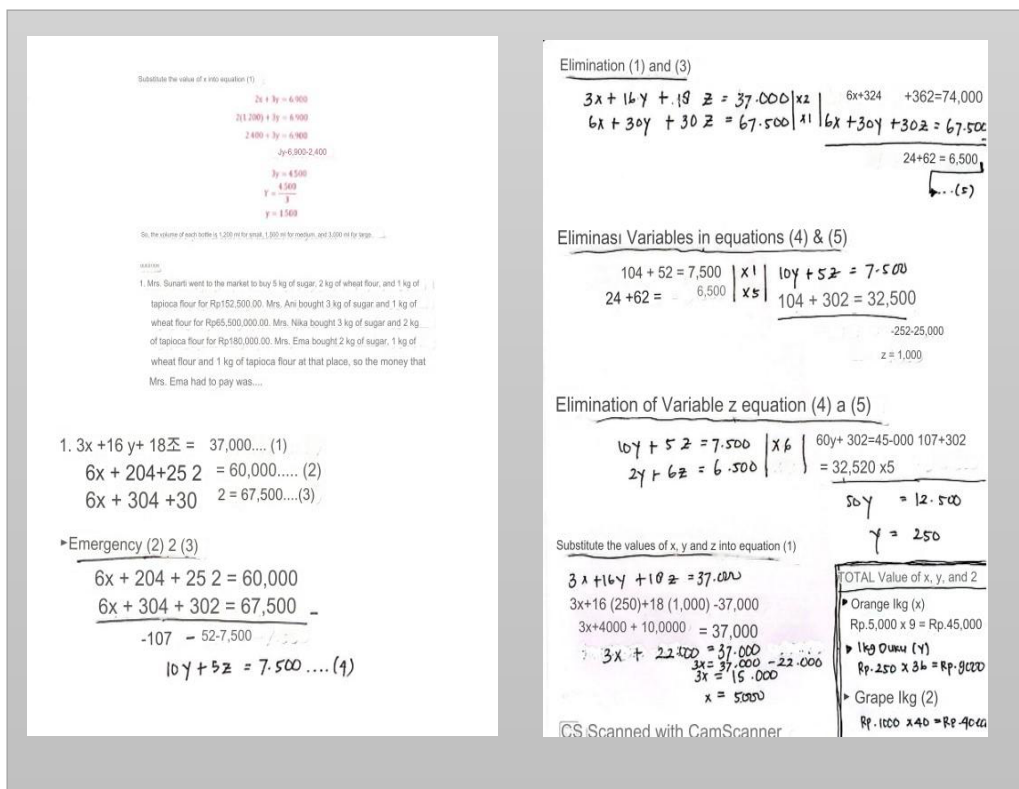 Substitute the value of x into equation (1)
2x + 3y = 6.900
2(1.200) + 3y = 6.900
2.400 + 3y = 6.900
Jy-6,900-2,400
3y = 4.500
Y = 4.500
3
y = 1.500
So, the volume of each bottle is 1,200 ml for small, 1,500 ml for medium, and 3,000 ml for large.
1. Mrs. Sunarti went to the market to buy 5 kg of sugar, 2 kg of wheat flour, and 1 kg of
tapioca flour for Rp152,500.00. Mrs. Ani bought 3 kg of sugar and 1 kg of
wheat flour for Rp65,500,000.00. Mrs. Nika bought 3 kg of sugar and 2 kg
of tapioca flour for Rp180,000.00. Mrs. Ema bought 2 kg of sugar, 1 kg of
wheat flour and 1 kg of tapioca flour at that place, so the money that
Mrs. Ema had to pay was....
1. 3x +16 y+ 18조 = 37,000.... (1)
6x + 204+25 2 = 60,000..... (2)
6x + 304 +30 2 = 67,500....(3)
►Emergency (2) 2 (3)
6x + 204 + 25 2 = 60,000
6x + 304 + 302 = 67,500 -
-107 - 52-7,500
10y + 5z = 7.500 .... (4)
Elimination (1) and (3)
3x + 16y + 18 z = 37.000 | x2 | 6x+324 +362=74,000
6x + 30y + 30 z = 67.500 | x1 | 6x + 30y + 30z = 67.500
24+62 = 6,500
...(5)
Eliminası Variables in equations (4) & (5)
104 + 52 = 7,500 | x1 | 10y + 5z = 7.500
24 +62 = 6,500 | x5 | 104 + 302 = 32,500
-252-25,000
z = 1,000
Elimination of Variable z equation (4) a (5)
10y + 5 z = 7.500 | x6 | 60y+ 302=45-000 107+302
2y + 6z = 6.500 | = 32,520 x5
50y = 12.500
y = 250
Substitute the values of x, y and z into equation (1)
3x + 16y + 18 z = 37.000
3x+16 (250)+18 (1,000) -37,000
3x+4000 + 10,0000 = 37,000
3x + 22.000 = 37.000
3x = 37.000 - 22.000
3x = 15.000
x = 5000
TOTAL Value of x, y, and 2
► Orange Ikg (x)
Rp.5,000 x 9 = Rp.45,000
► 1kg Duku (Y)
Rp. 250 x 36 = Rp. 9000
► Grape Ikg (2)
Rp. 1000 x 40 = Rp.
CS Scanned with CamScanner